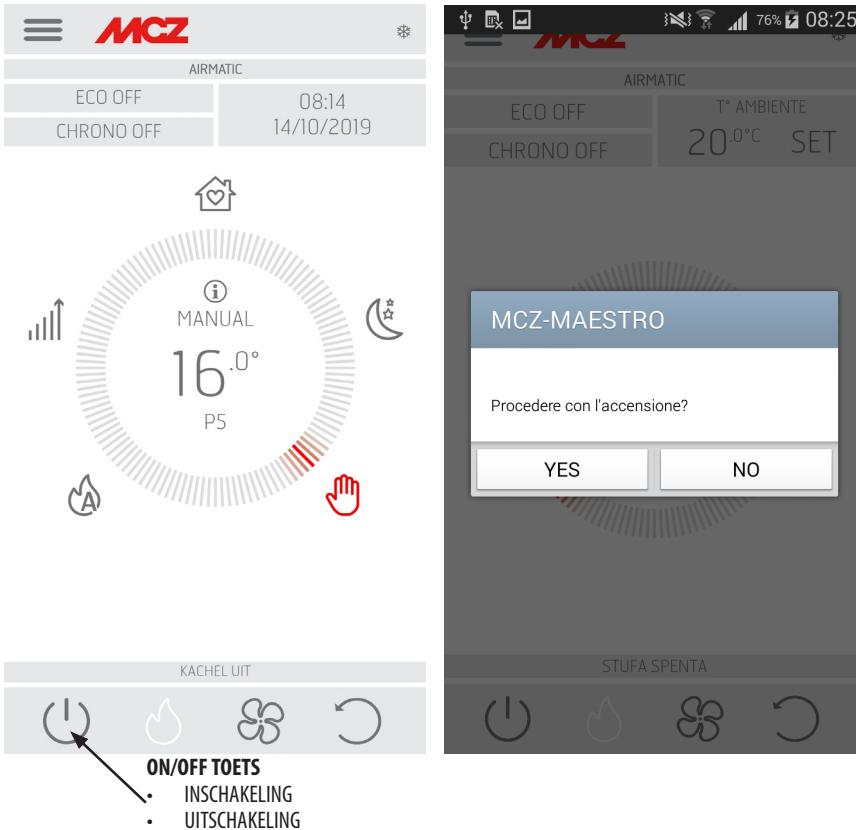 MCZ
AIRMATIC
ECO OFF
CHRONO OFF
08:14
14/10/2019
MANUAL
16.0°
P5
A
KACHEL UIT
ON/OFF TOETS
• INSCHAKELING
• UITSCHAKELING
76% 08:25
MCZ
AIRMATIC
ECO OFF
CHRONO OFF
T° AMBIENTE
20.0°C SET
MCZ-MAESTRO
Procedere con l'accensione?
YES NO
STUFA SPENTA